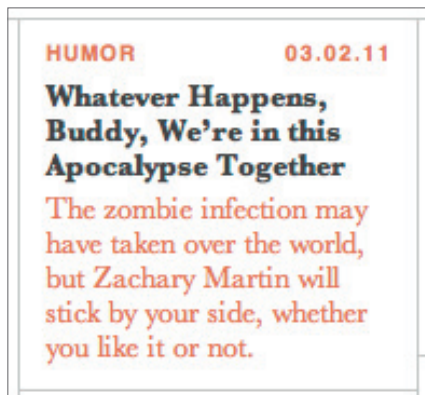 HUMOR 03.02.11
Whatever Happens,
Buddy, We’re in this
Apocalypse Together
The zombie infection may
have taken over the world,
but Zachary Martin will
stick by your side, whether
you like it or not.